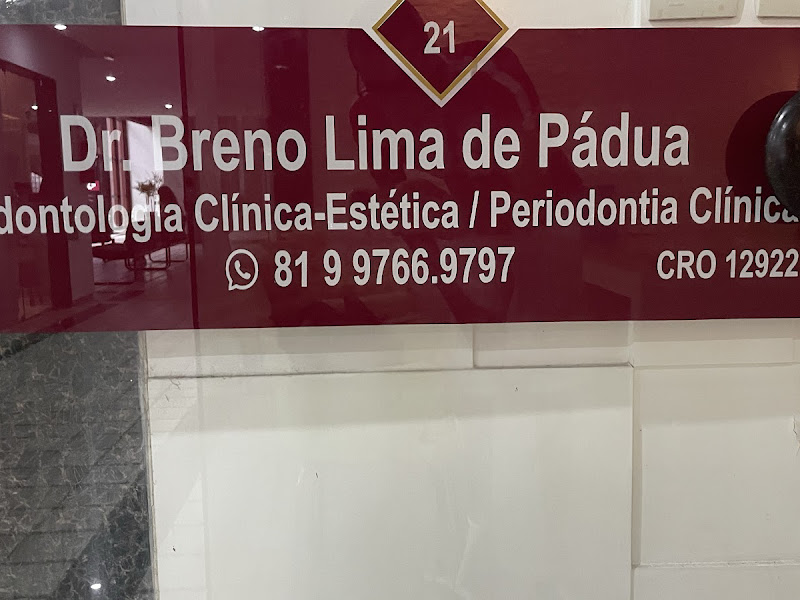 21
Dr. Breno Lima de Pádua
dontologia Clínica-Estética / Periodontia Clínica
81 9 9766.9797
CRO 12922